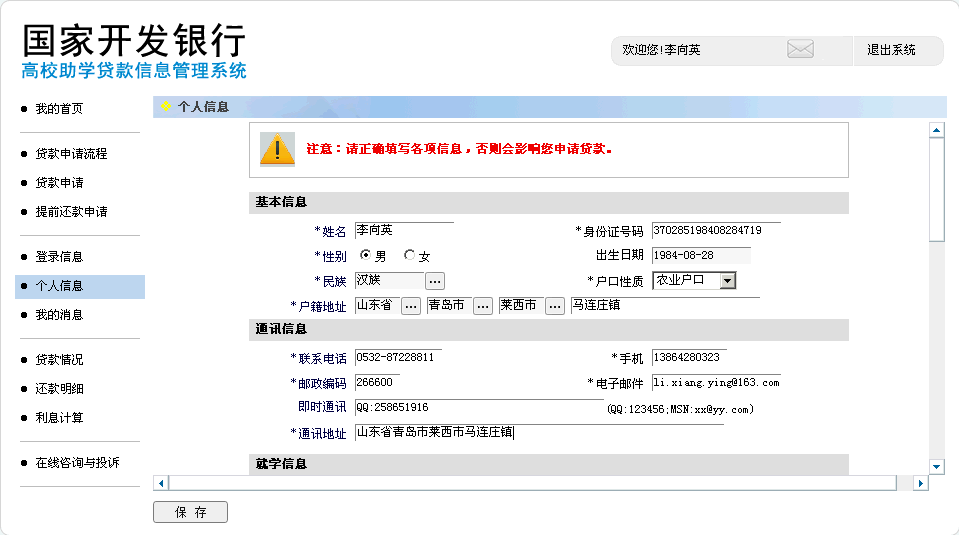 国家开发银行
高校助学贷款信息管理系统
欢迎您!李向英
退出系统
我的首页
贷款申请流程
贷款申请
提前还款申请
登录信息
个人信息
我的消息
贷款情况
还款明细
利息计算
在线咨询与投诉
个人信息
注意：请正确填写各项信息，否则会影响您申请贷款。
基本信息
*姓名 李向英 *身份证号码 370285198408284719
*性别 男 女 出生日期 1984-08-28
*民族 汉族 ... *户口性质 农业户口
*户籍地址 山东省 ... 青岛市 ... 莱西市 ... 马连庄镇
通讯信息
*联系电话 0532-87228811 *手机 13864280323
*邮政编码 266600 *电子邮件 li.xiang.ying@163.com
即时通讯 QQ:258651916 (QQ:123456;MSN:xx@yy.com)
*通讯地址 山东省青岛市莱西市马连庄镇
就学信息
保 存